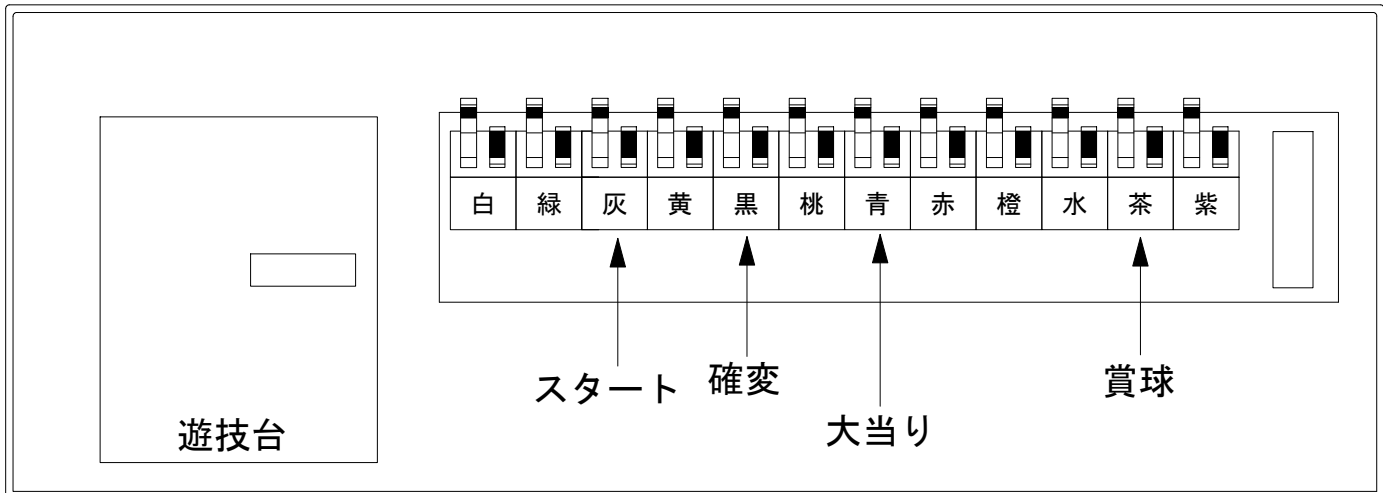 白 緑 灰 黄 黒 桃 青 赤 橙 水 茶 紫
スタート 確変 大当り 賞球
遊技台